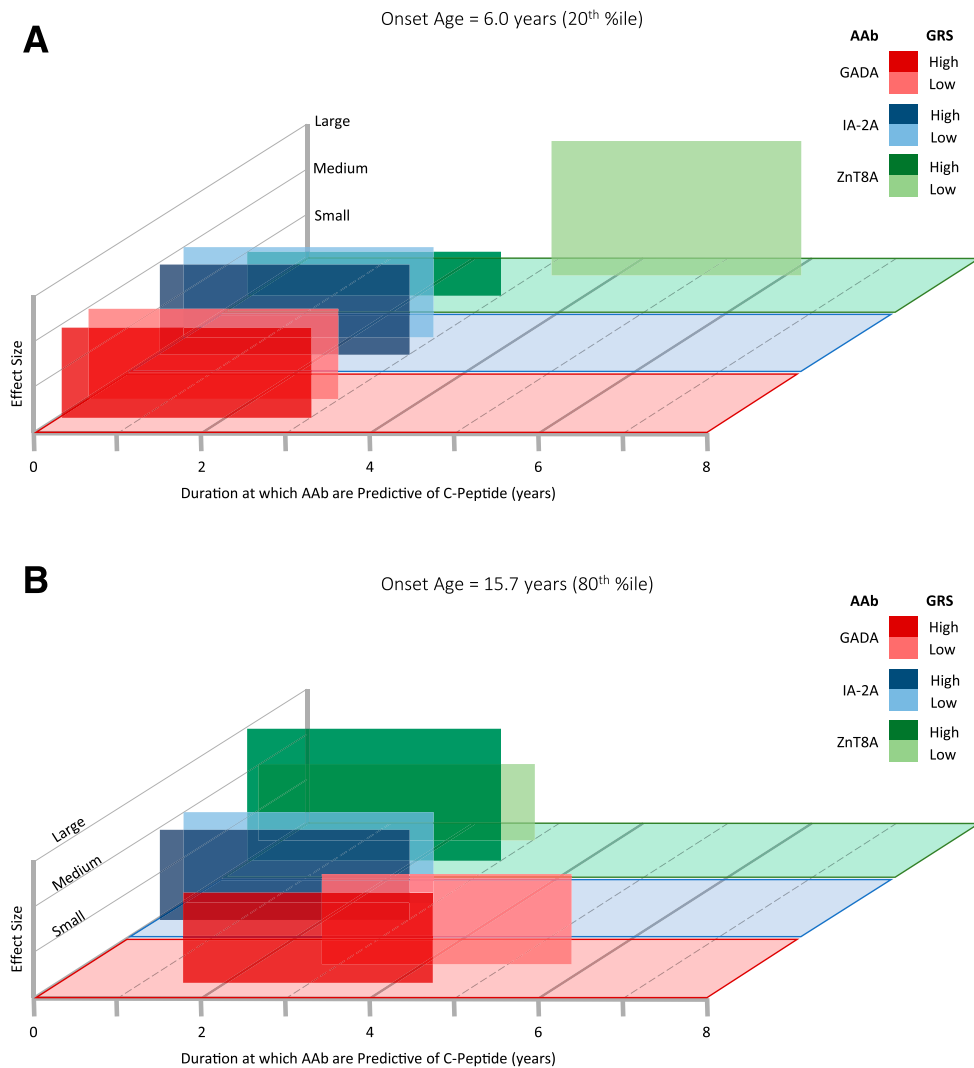 A
Onset Age = 6.0 years (20th %ile)
AAb GRS
GADA High
Low
IA-2A High
Low
ZnT8A High
Low
Large
Medium
Small
Effect Size
0 2 4 6 8
Duration at which AAb are Predictive of C-Peptide (years)
B
Onset Age = 15.7 years (80th %ile)
AAb GRS
GADA High
Low
IA-2A High
Low
ZnT8A High
Low
Large
Medium
Small
Effect Size
0 2 4 6 8
Duration at which AAb are Predictive of C-Peptide (years)